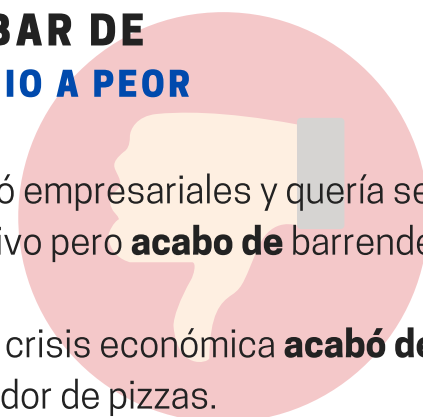 BAR DE
IO A PEOR
ó empresariales y quería se
ivo pero acabo de barrende
crisis económica acabó de
dor de pizzas.